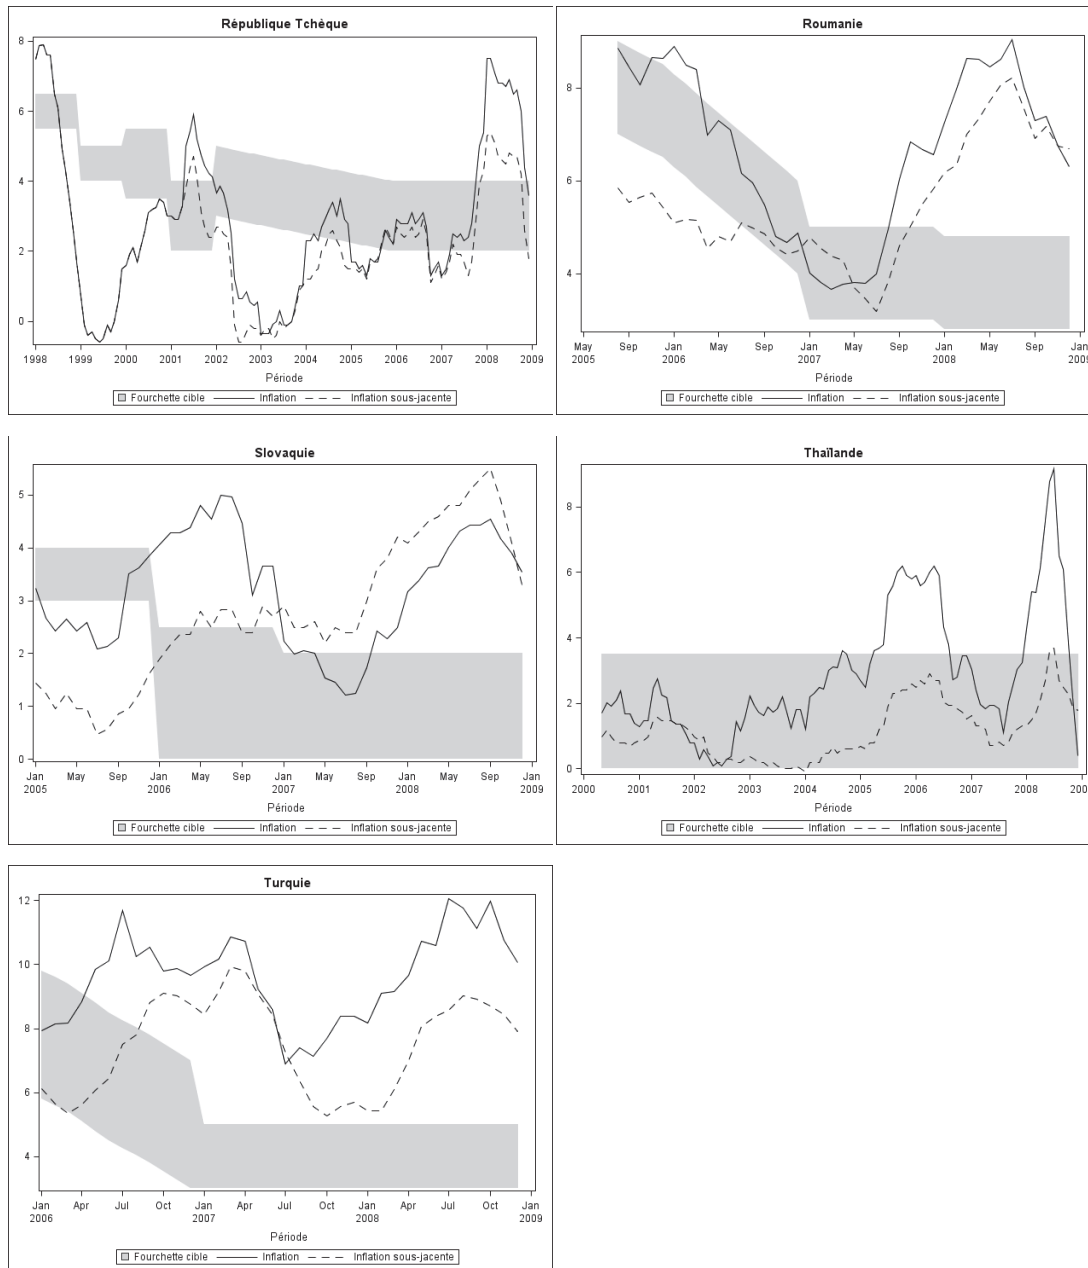 République Tchèque
8
6
4
2
0
1998 1999 2000 2001 2002 2003 2004 2005 2006 2007 2008 2009
Période
Fourchette cible Inflation Inflation sous-jacente
Roumanie
8
6
4
May Sep Jan May Sep Jan May Sep Jan May Sep Jan
2005 2006 2007 2008 2009
Période
Fourchette cible Inflation Inflation sous-jacente
Slovaquie
5
4
3
2
1
0
Jan May Sep Jan May Sep Jan May Sep Jan May Sep Jan
2005 2006 2007 2008 2009
Période
Fourchette cible Inflation Inflation sous-jacente
Thaïlande
8
6
4
2
0
2000 2001 2002 2003 2004 2005 2006 2007 2008 200
Période
Fourchette cible Inflation Inflation sous-jacente
Turquie
12
10
8
6
4
Jan Apr Jul Oct Jan Apr Jul Oct Jan Apr Jul Oct Jan
2006 2007 2008 2009
Période
Fourchette cible Inflation Inflation sous-jacente